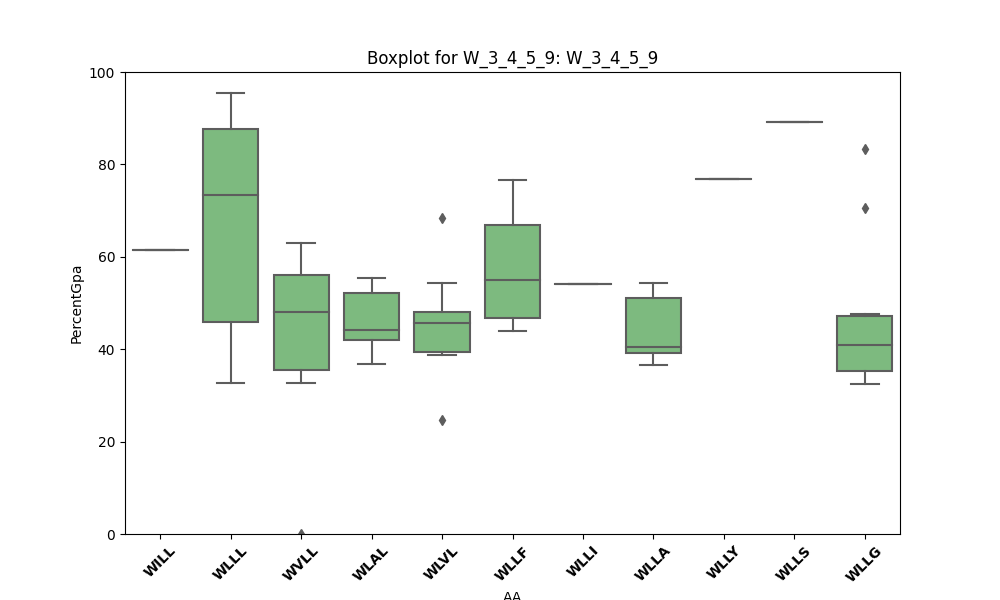 Boxplot for W_3_4_5_9: W_3_4_5_9
100
80
60
40
20
0
PercentGpa
WILL WLLL WVLL WLAL WLVL WLLF WLLI WLLA WLLY WLLS WLLG
AA